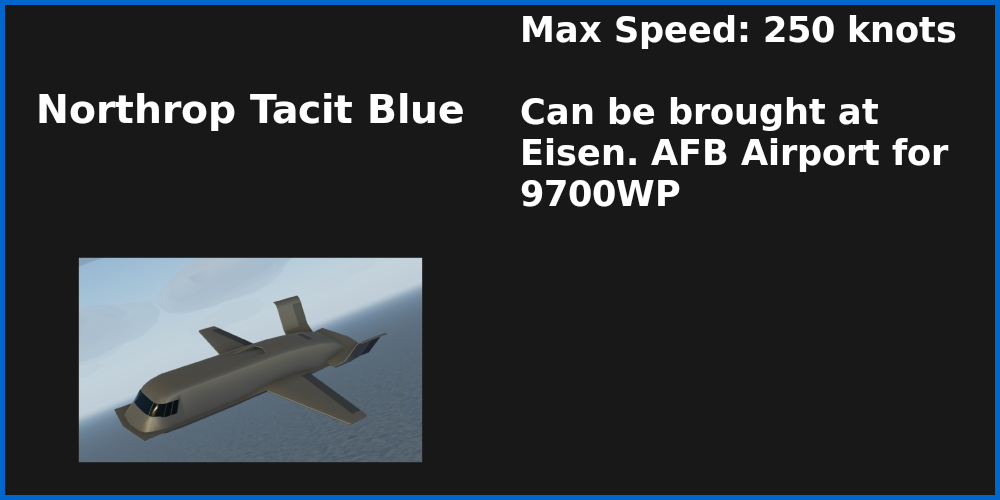 Northrop Tacit Blue
Max Speed: 250 knots
Can be brought at
Eisen. AFB Airport for
9700WP